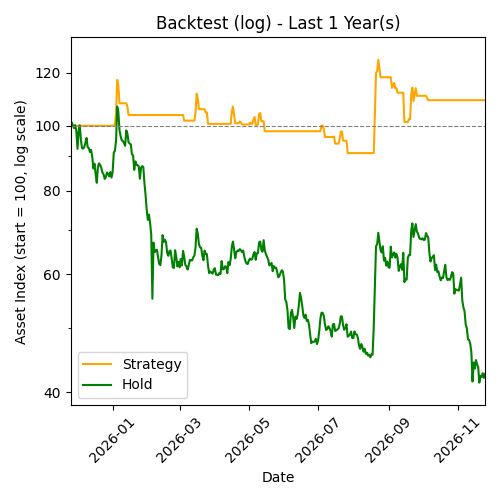 Backtest (log) - Last 1 Year(s)
Asset Index (start = 100, log scale)
120
100
80
60
40
Strategy
Hold
2026-01
2026-03
2026-05
2026-07
2026-09
2026-11
Date